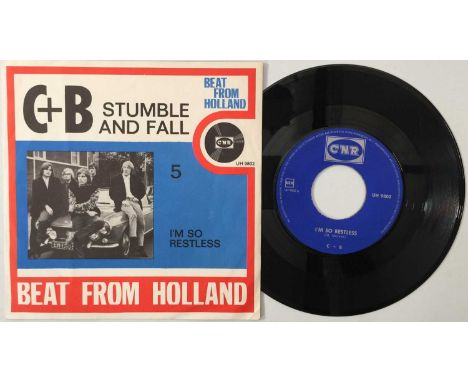 C+B
STUMBLE
AND FALL
BEAT
FROM
HOLLAND
CNR
UH 9802
5
I'M SO
RESTLESS
BEAT FROM HOLLAND
CNR
UH 9802
I'M SO RESTLESS
C + B